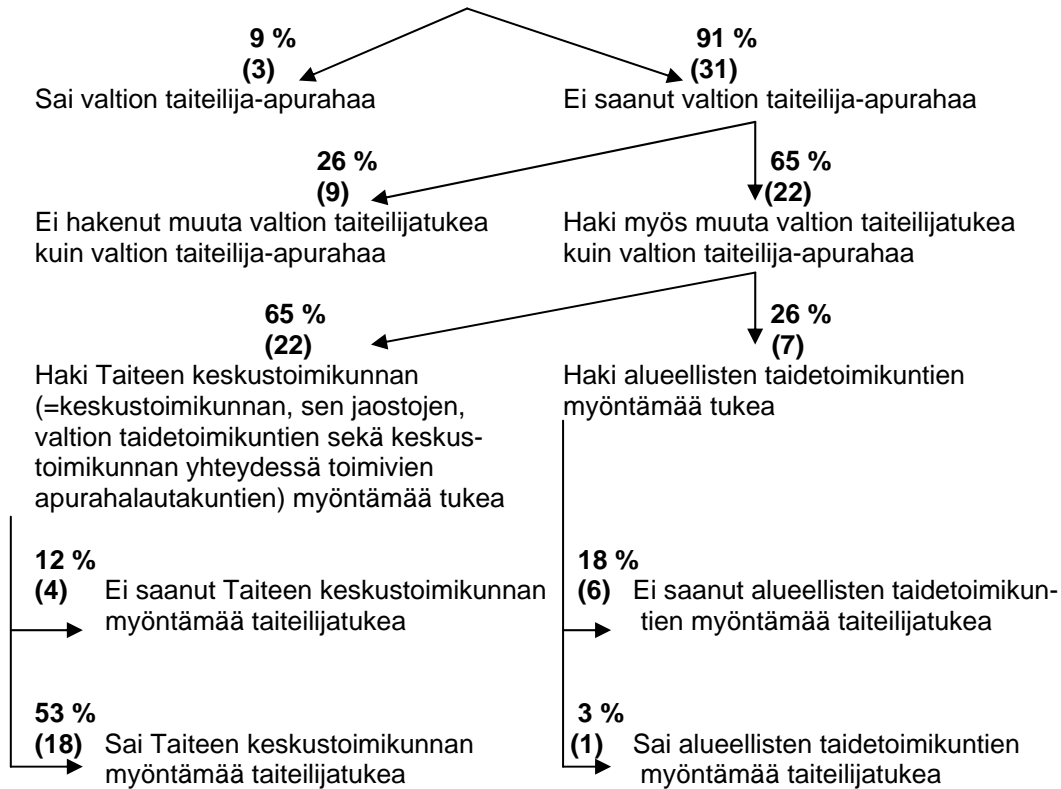 9 %
(3)
Sai valtion taiteilija-apurahaa
91 %
(31)
Ei saanut valtion taiteilija-apurahaa
26 %
(9)
Ei hakenut muuta valtion taiteilijatukea
kuin valtion taiteilija-apurahaa
65 %
(22)
Haki myös muuta valtion taiteilijatukea
kuin valtion taiteilija-apurahaa
65 %
(22)
Haki Taiteen keskustoimikunnan
(=keskustoimikunnan, sen jaostojen,
valtion taidetoimikuntien sekä keskus-
toimikunnan yhteydessä toimivien
apurahalautakuntien) myöntämää tukea
26 %
(7)
Haki alueellisten taidetoimikuntien
myöntämää tukea
12 %
(4) Ei saanut Taiteen keskustoimikunnan
myöntämää taiteilijatukea
18 %
(6) Ei saanut alueellisten taidetoimikun-
tien myöntämää taiteilijatukea
53 %
(18) Sai Taiteen keskustoimikunnan
myöntämää taiteilijatukea
3 %
(1) Sai alueellisten taidetoimikuntien
myöntämää taiteilijatukea